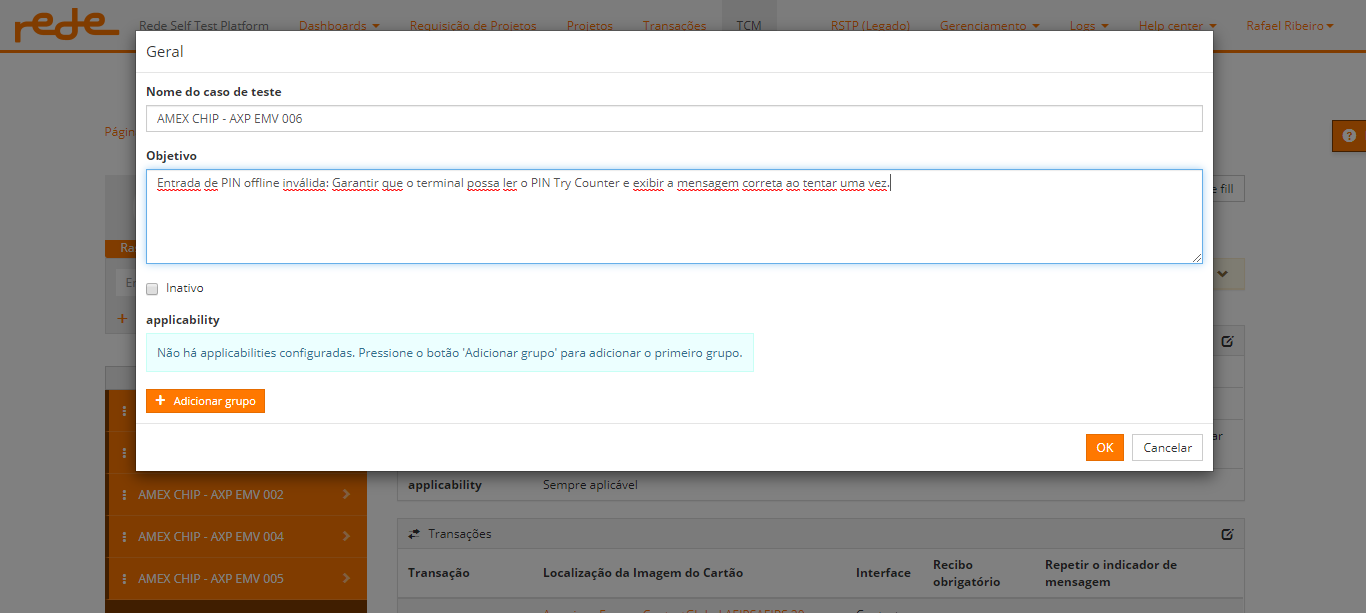 rede Rede Self Test Platform Dashboards Requisição de Projetos Projetos Transações TCM RSTP (Legado) Gerenciamento Logs Help center Rafael Ribeiro
Geral
Nome do caso de teste
AMEX CHIP - AXP EMV 006
Págin
Objetivo
Entrada de PIN offline inválida: Garantir que o terminal possa ler o PIN Try Counter e exibir a mensagem correta ao tentar uma vez.
e fill
Ra
En
Inativo
applicability
Não há applicabilities configuradas. Pressione o botão 'Adicionar grupo' para adicionar o primeiro grupo.
Adicionar grupo
ar
OK Cancelar
applicability Sempre aplicável
AMEX CHIP - AXP EMV 002
Transações
AMEX CHIP - AXP EMV 004
Transação Localização da Imagem do Cartão Interface Recibo obrigatório Repetir o indicador de mensagem
AMEX CHIP - AXP EMV 005